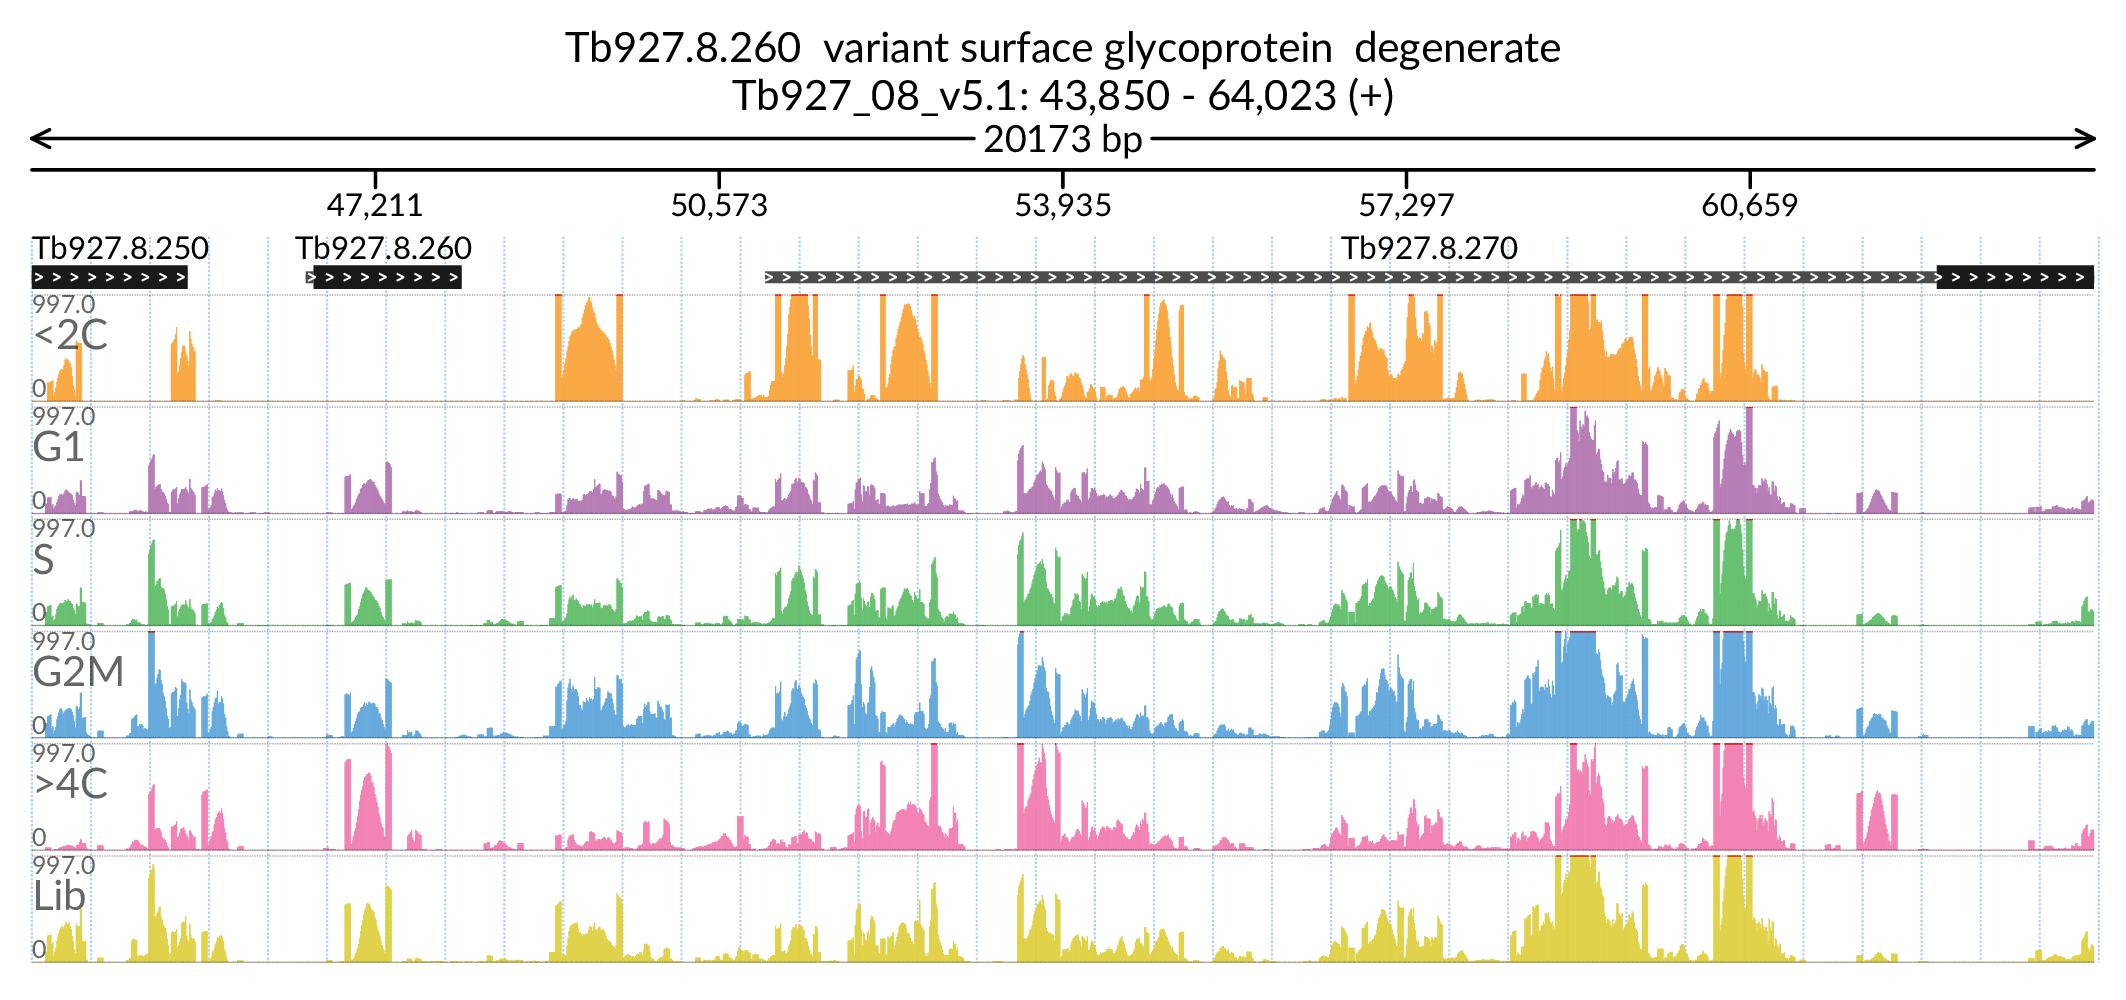 Tb927.8.260  variant surface glycoprotein  degenerate
Tb927_08_v5.1: 43,850 - 64,023 (+)
20173 bp
47,211 50,573 53,935 57,297 60,659
Tb927.8.250 Tb927.8.260 Tb927.8.270
997.0
<2C
0
997.0
G1
0
997.0
S
0
997.0
G2M
0
997.0
>4C
0
997.0
Lib
0